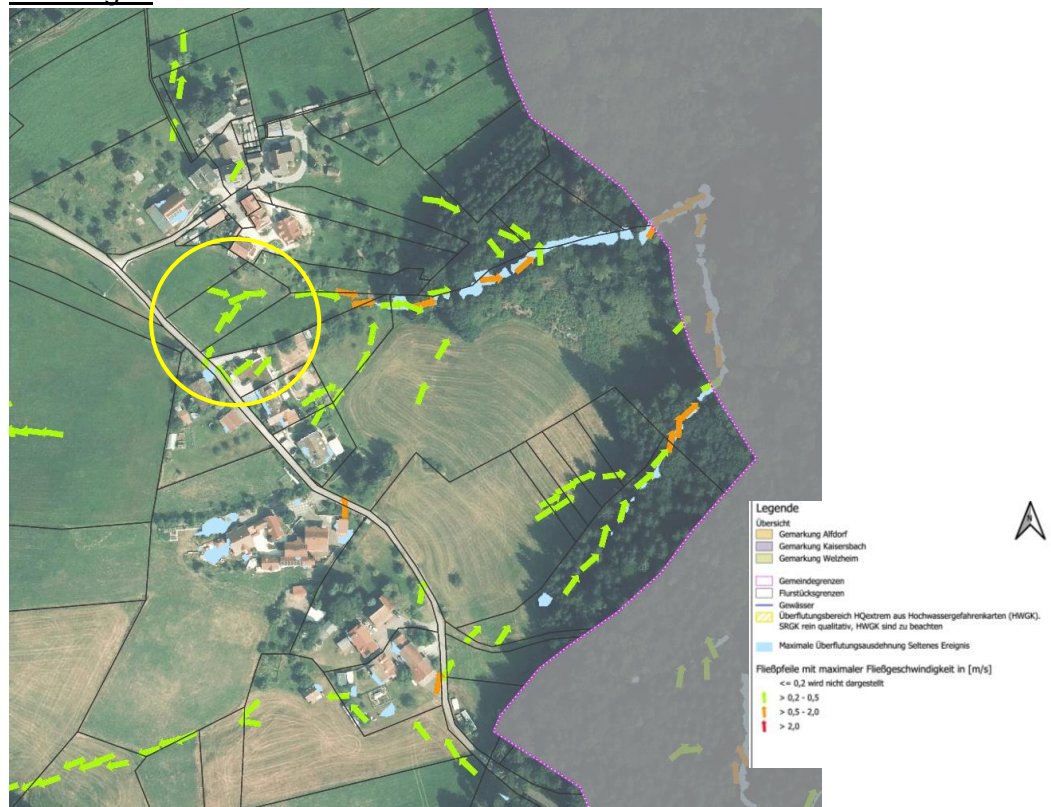 Legende
Übersicht
Gemarkung Alfdorf
Gemarkung Kaisersbach
Gemarkung Welzheim
Gemeindegrenzen
Flurstücksgrenzen
Gewässer
Überflutungsbereich HQextrem aus Hochwassergefahrenkarten (HWGK).
SRGK rein qualitativ, HWGK sind zu beachten
Maximale Überflutungsausdehnung Seltenes Ereignis
Fließpfeile mit maximaler Fließgeschwindigkeit in [m/s]
<= 0,2 wird nicht dargestellt
> 0,2 - 0,5
> 0,5 - 2,0
> 2,0